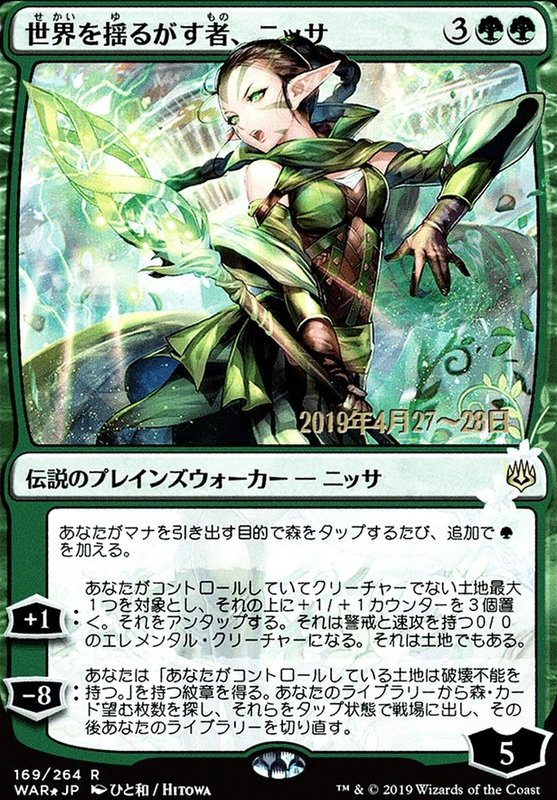 せかい ゆ もの
世界を揺るがす者、ニッサ 3
2019年4月27～28日
伝説のプレインズウォーカー ― ニッサ
あなたがマナを引き出す目的で森をタップするたび、追加で
を加える。
あなたがコントロールしていてクリーチャーでない土地最大
+1 １つを対象とし、それの上に＋１/＋１カウンターを３個置
く。それをアンタップする。それは警戒と速攻を持つ０/０
のエレメンタル・クリーチャーになる。それは土地でもある。
あなたは「あなたがコントロールしている土地は破壊不能を
-8 持つ。」を持つ紋章を得る。あなたのライブラリーから森・カー
ド望む枚数を探し、それらをタップ状態で戦場に出し、その
後あなたのライブラリーを切り直す。
5
169/264 R
WAR★JP ひと和/HITOWA
™ & © 2019 Wizards of the Coast